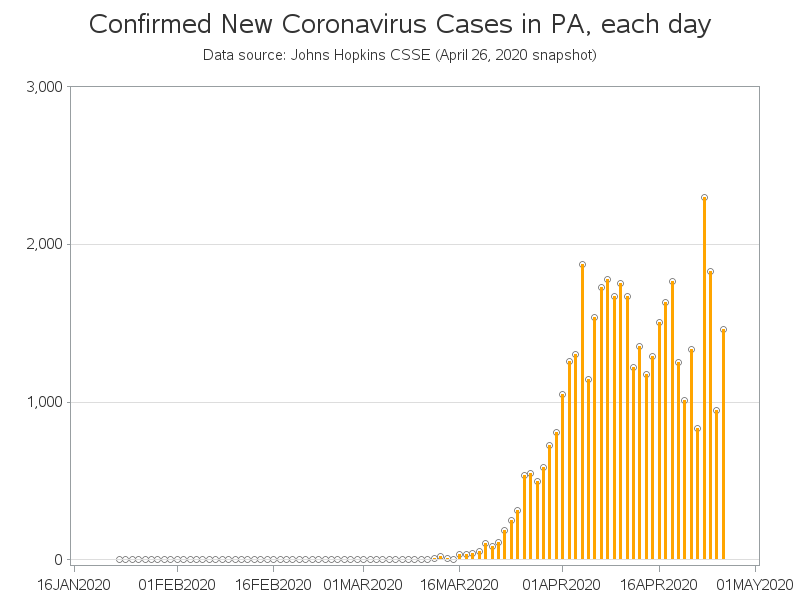 Confirmed New Coronavirus Cases in PA, each day
Data source: Johns Hopkins CSSE (April 26, 2020 snapshot)
3,000
2,000
1,000
0
16JAN2020 01FEB2020 16FEB2020 01MAR2020 16MAR2020 01APR2020 16APR2020 01MAY2020